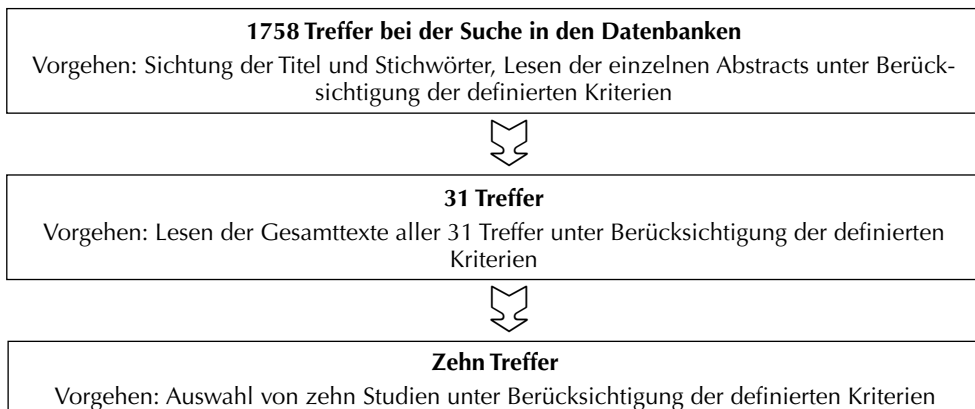 1758 Treffer bei der Suche in den Datenbanken
Vorgehen: Sichtung der Titel und Stichwörter, Lesen der einzelnen Abstracts unter Berück-
sichtigung der definierten Kriterien
31 Treffer
Vorgehen: Lesen der Gesamttexte aller 31 Treffer unter Berücksichtigung der definierten
Kriterien
Zehn Treffer
Vorgehen: Auswahl von zehn Studien unter Berücksichtigung der definierten Kriterien